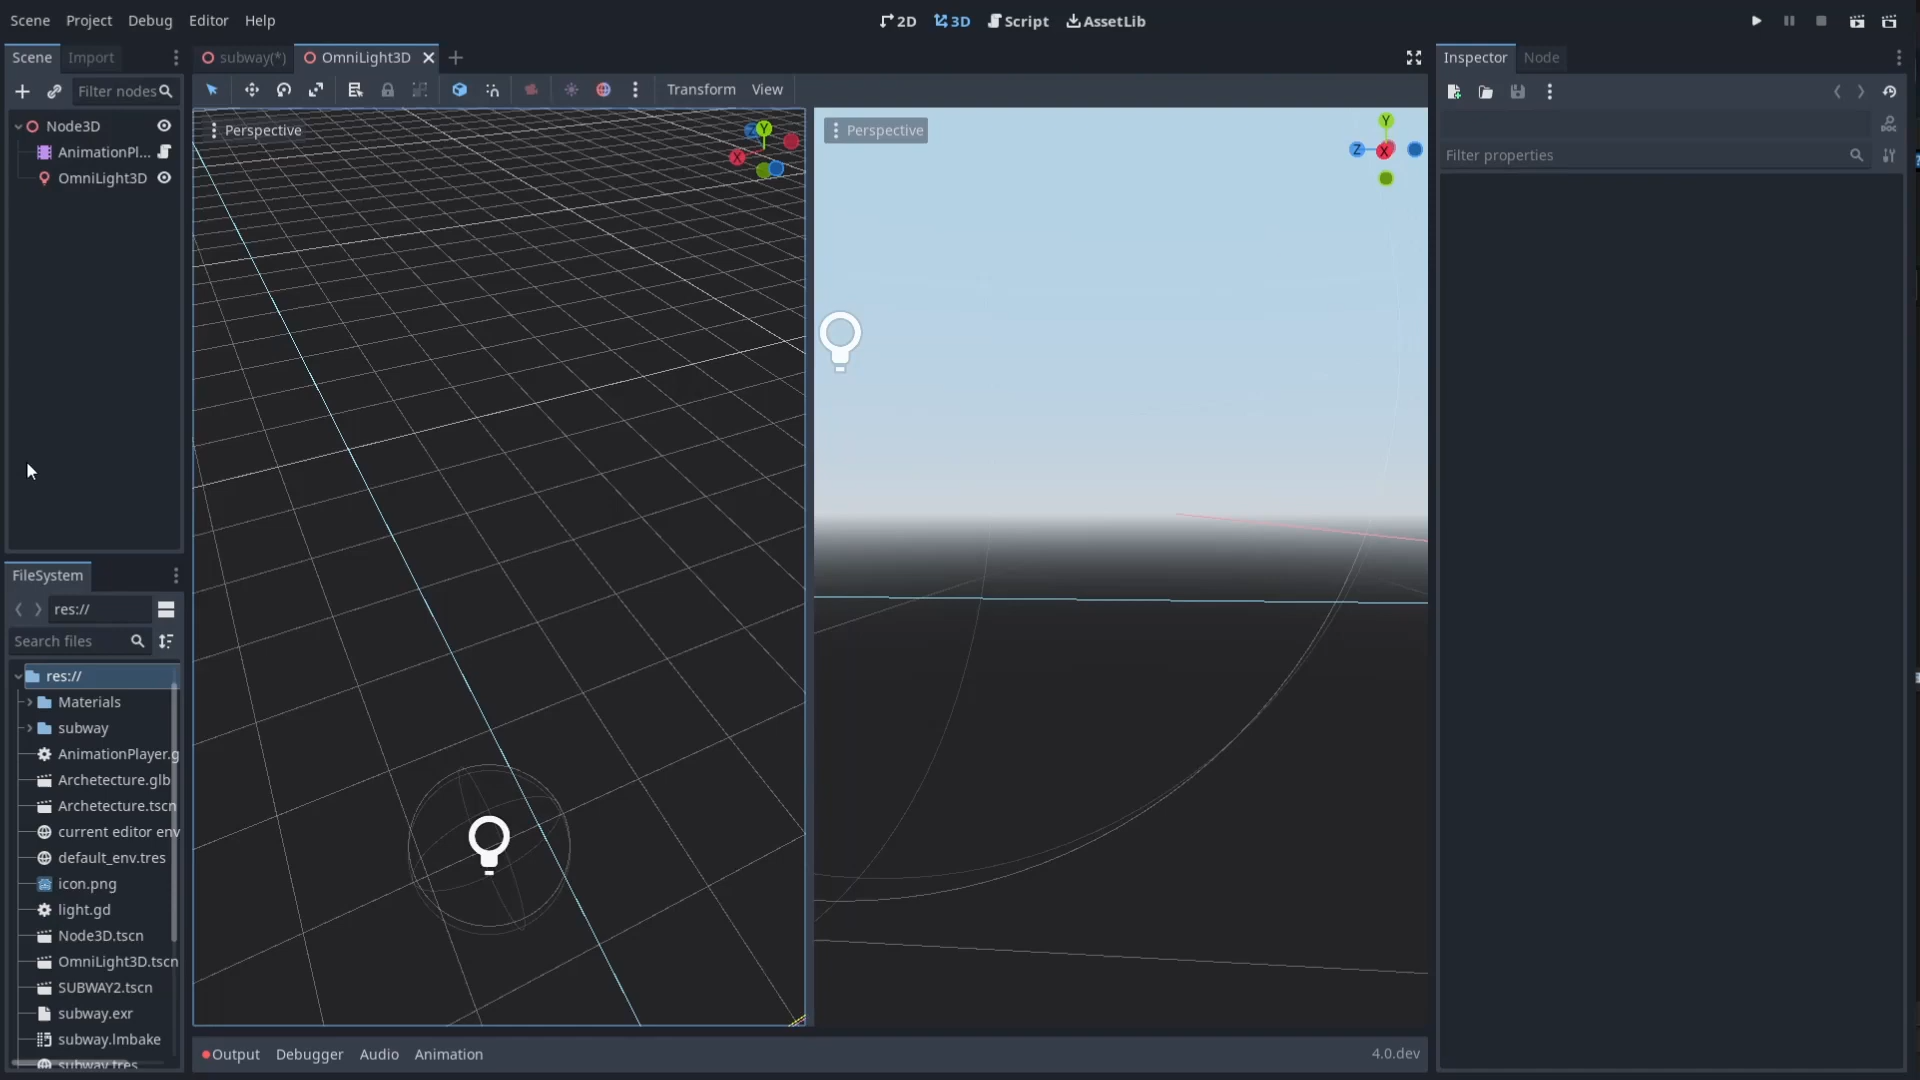 Scene Project Debug Editor Help
2D 3D Script AssetLib
Scene Import
subway(*) OmniLight3D
Inspector Node
Filter nodes
Transform View
Node3D
AnimationPl...
OmniLight3D
Perspective
Y
Z
X
Perspective
Y
Z X
Filter properties
FileSystem
res://
Search files
res://
Materials
subway
AnimationPlayer.g
Archetecture.glb
Archetecture.tscn
current editor env
default_env.tres
icon.png
light.gd
Node3D.tscn
OmniLight3D.tscn
SUBWAY2.tscn
subway.exr
subway.lmbake
subway.tres
Output Debugger Audio Animation
4.0.dev